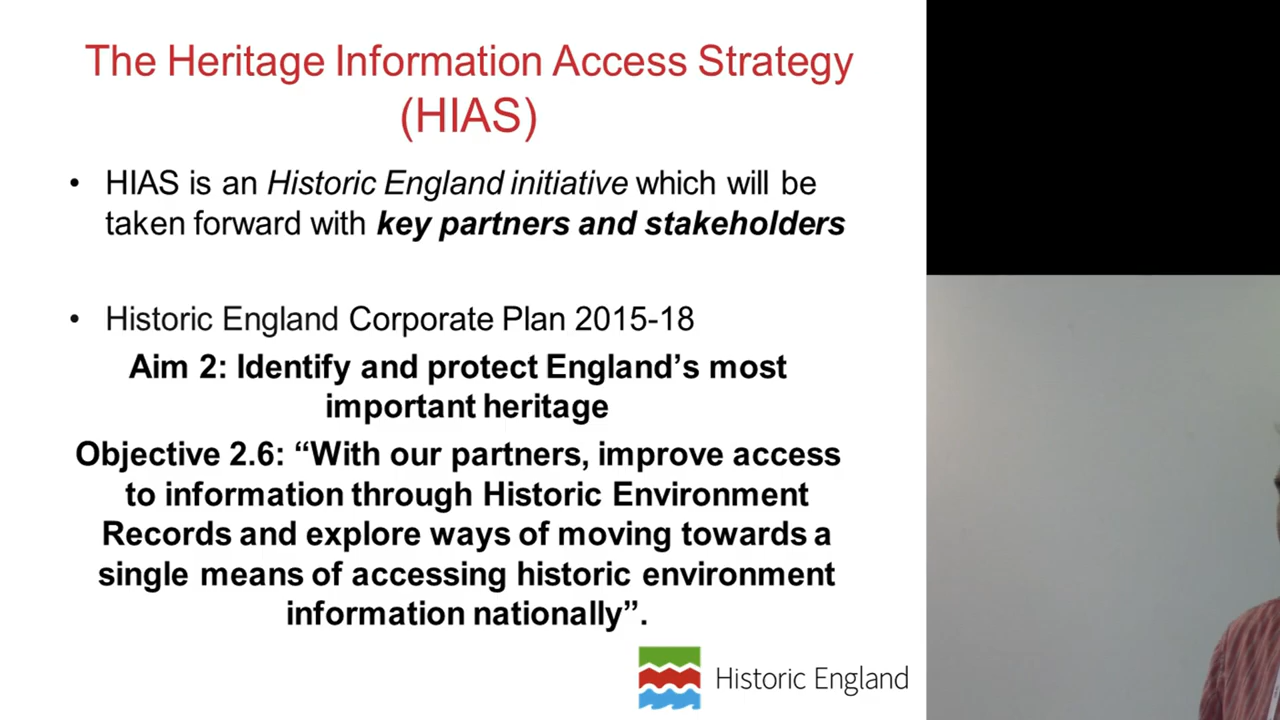 The Heritage Information Access Strategy
(HIAS)
• HIAS is an Historic England initiative which will be
taken forward with key partners and stakeholders
• Historic England Corporate Plan 2015-18
Aim 2: Identify and protect England’s most
important heritage
Objective 2.6: “With our partners, improve access
to information through Historic Environment
Records and explore ways of moving towards a
single means of accessing historic environment
information nationally”.
Historic England